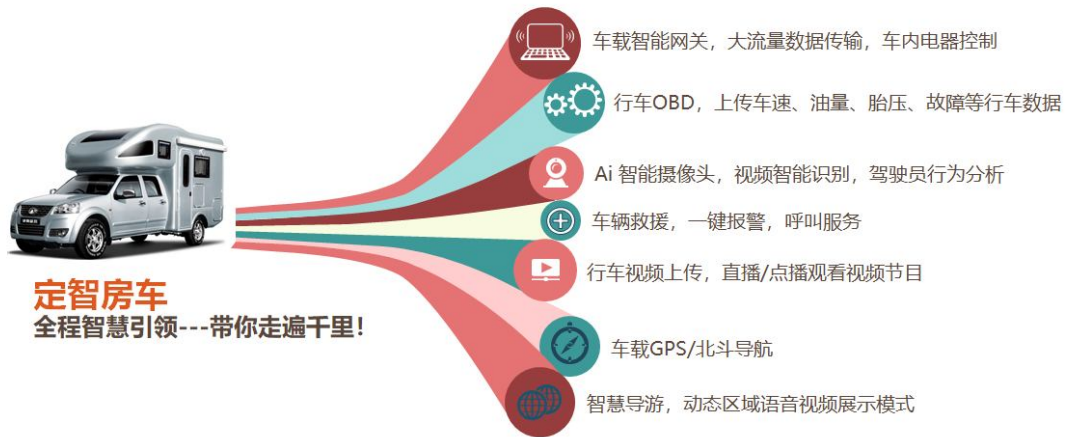 车载智能网关，大流量数据传输，车内电器控制
行车OBD，上传车速、油量、胎压、故障等行车数据
Ai 智能摄像头，视频智能识别，驾驶员行为分析
车辆救援，一键报警，呼叫服务
行车视频上传，直播/点播观看视频节目
车载GPS/北斗导航
智慧导游，动态区域语音视频展示模式
定智房车
全程智慧引领---带你走遍千里！